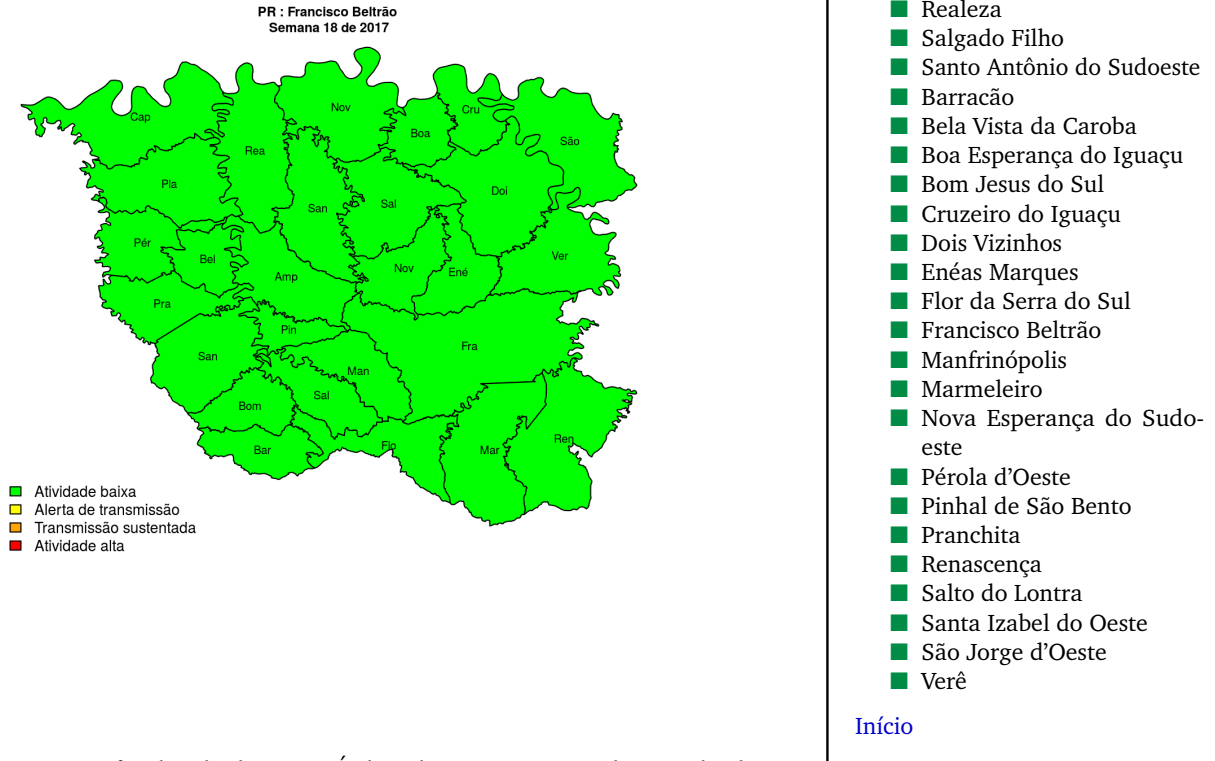 PR : Francisco Beltrão
Semana 18 de 2017
Nov
Cap
Cru
Boa
São
Rea
Pla
Doi
San
Sal
Pér
Bel
Nov
Ené
Ver
Amp
Pra
Pin
Fra
San
Man
Sal
Bom
Bar
Flo
Mar
Ren
Atividade baixa
Alerta de transmissão
Transmissão sustentada
Atividade alta
Realeza
Salgado Filho
Santo Antônio do Sudoeste
Barracão
Bela Vista da Caroba
Boa Esperança do Iguaçu
Bom Jesus do Sul
Cruzeiro do Iguaçu
Dois Vizinhos
Enéas Marques
Flor da Serra do Sul
Francisco Beltrão
Manfrinópolis
Marmeleiro
Nova Esperança do Sudo-
este
Pérola d'Oeste
Pinhal de São Bento
Pranchita
Renascença
Salto do Lontra
Santa Izabel do Oeste
São Jorge d'Oeste
Verê
Início